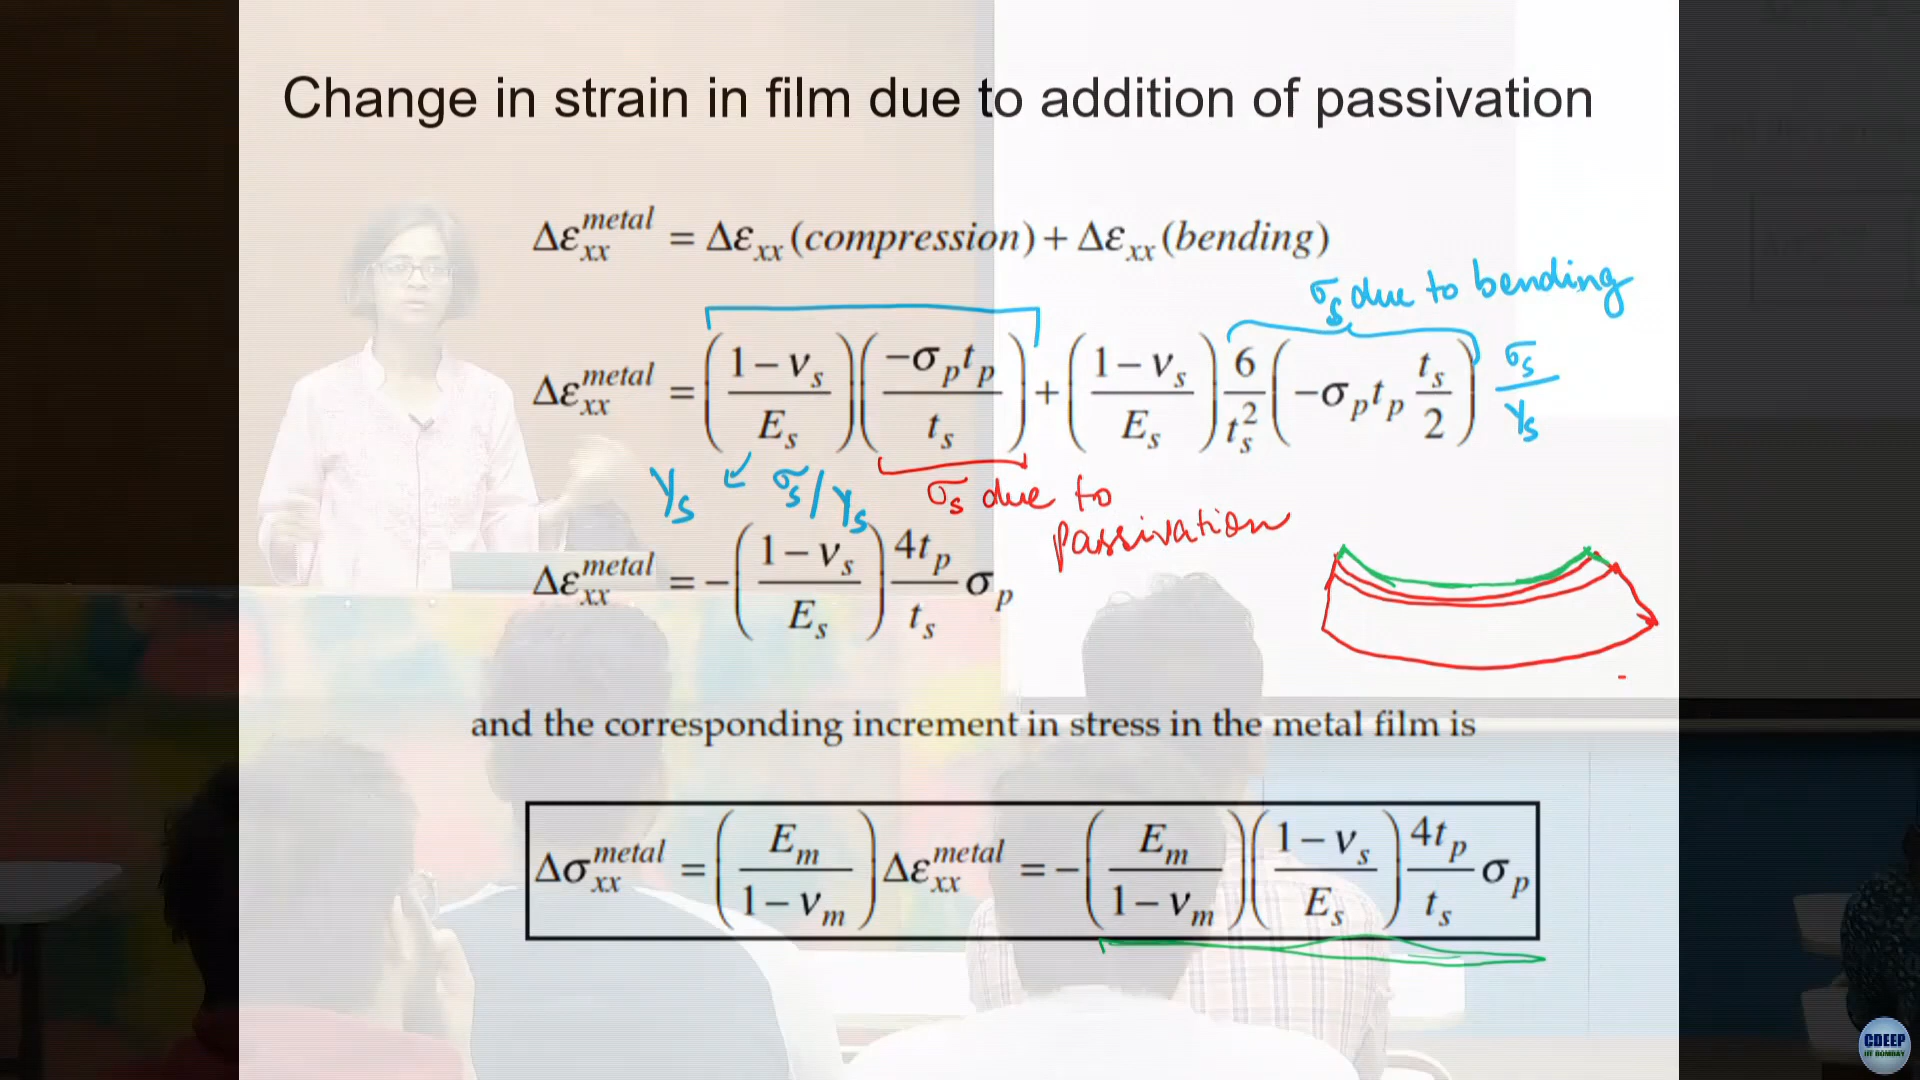 Change in strain in film due to addition of passivation
Δε_xx^metal = Δε_xx (compression) + Δε_xx (bending)
σ_s due to bending
Δε_xx^metal = ((1 − ν_s)/E_s) ((−σ_p t_p)/t_s) + ((1 − ν_s)/E_s) (6/t_s^2) (−σ_p t_p (t_s/2)) σ_s/Y_s
Y_s ↙ σ_s/Y_s σ_s due to
passivation
Δε_xx^metal = −((1 − ν_s)/E_s) (4t_p/t_s) σ_p
and the corresponding increment in stress in the metal film is
Δσ_xx^metal = (E_m/(1 − ν_m)) Δε_xx^metal = −(E_m/(1 − ν_m)) ((1 − ν_s)/E_s) (4t_p/t_s) σ_p
CDEEP
IIT BOMBAY